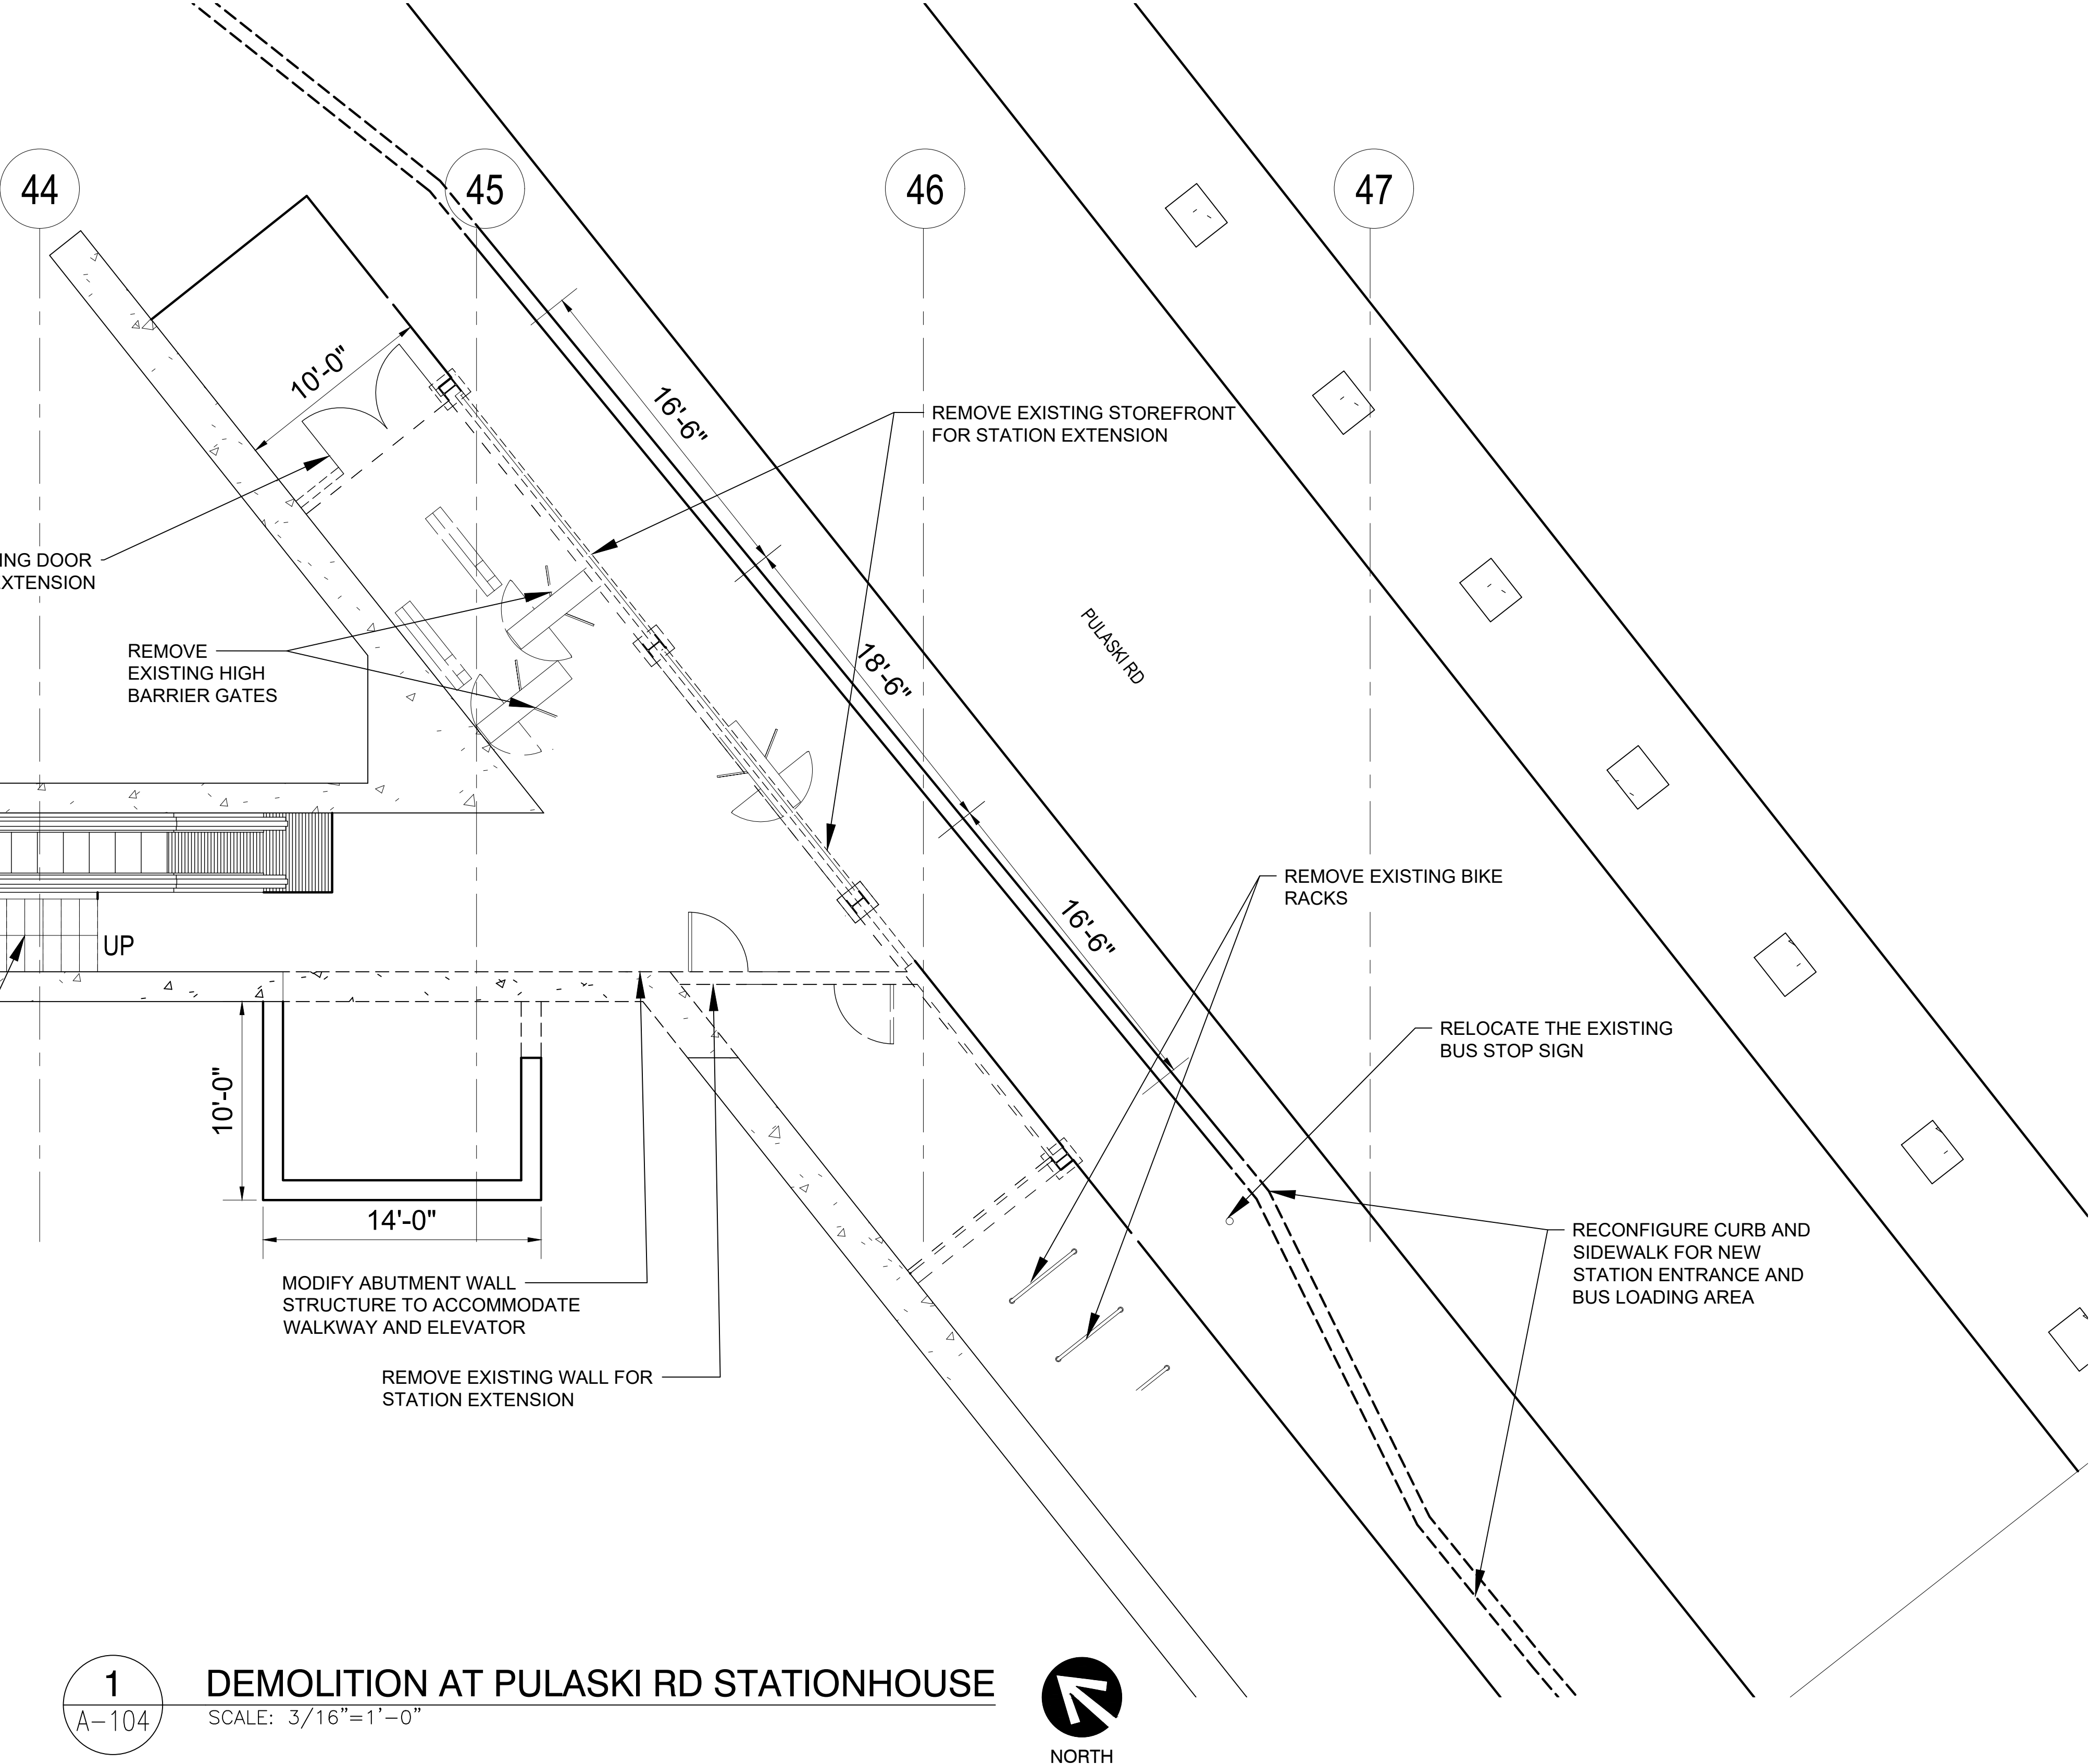 44
45
46
47
10'-0"
16'-6"
REMOVE EXISTING STOREFRONT
FOR STATION EXTENSION
ING DOOR
EXTENSION
REMOVE
EXISTING HIGH
BARRIER GATES
18'-6"
PULASKI RD
16'-6"
REMOVE EXISTING BIKE
RACKS
UP
RELOCATE THE EXISTING
BUS STOP SIGN
10'-0"
14'-0"
RECONFIGURE CURB AND
SIDEWALK FOR NEW
STATION ENTRANCE AND
BUS LOADING AREA
MODIFY ABUTMENT WALL
STRUCTURE TO ACCOMMODATE
WALKWAY AND ELEVATOR
REMOVE EXISTING WALL FOR
STATION EXTENSION
1
A-104
DEMOLITION AT PULASKI RD STATIONHOUSE
SCALE: 3/16"=1'-0"
NORTH